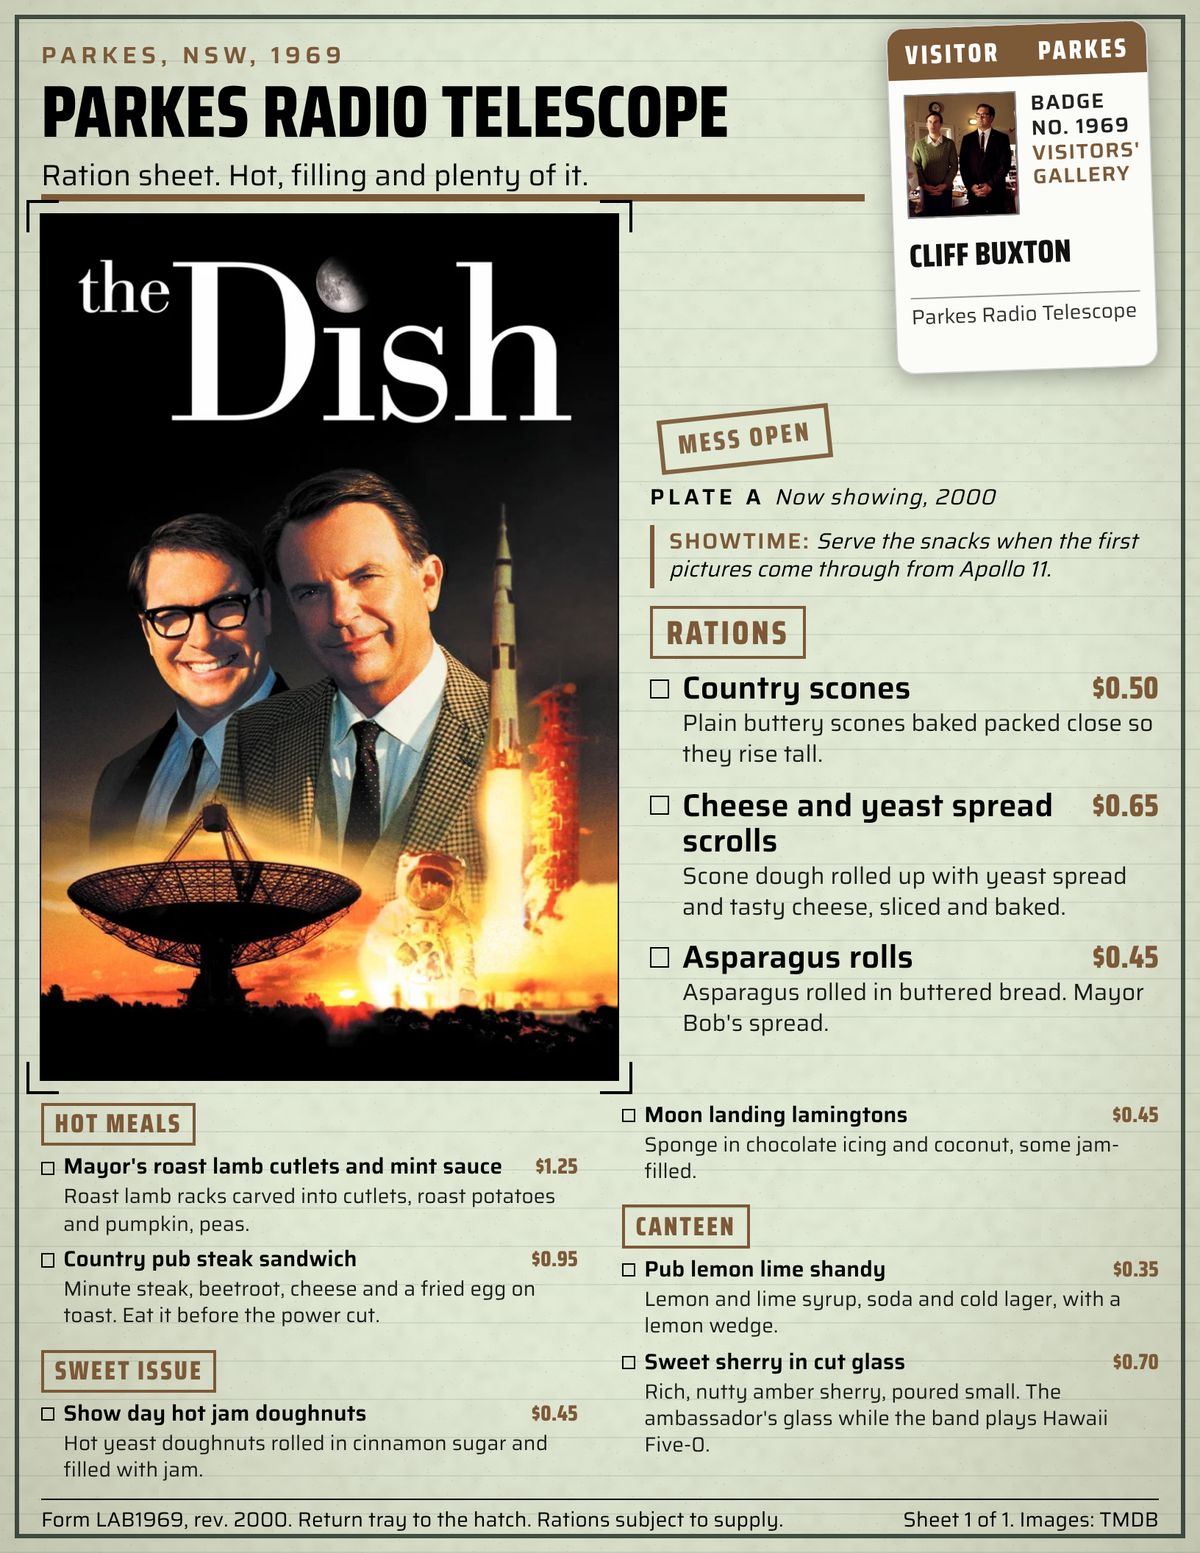 PARKES, NSW, 1969
PARKES RADIO TELESCOPE
Ration sheet. Hot, filling and plenty of it.
VISITOR PARKES
BADGE
NO. 1969
VISITORS'
GALLERY
CLIFF BUXTON
Parkes Radio Telescope
the Dish
MESS OPEN
PLATE A Now showing, 2000
SHOWTIME: Serve the snacks when the first
pictures come through from Apollo 11.
RATIONS
Country scones $0.50
Plain buttery scones baked packed close so
they rise tall.
Cheese and yeast spread $0.65
scrolls
Scone dough rolled up with yeast spread
and tasty cheese, sliced and baked.
Asparagus rolls $0.45
Asparagus rolled in buttered bread. Mayor
Bob's spread.
HOT MEALS
Mayor's roast lamb cutlets and mint sauce $1.25
Roast lamb racks carved into cutlets, roast potatoes
and pumpkin, peas.
Country pub steak sandwich $0.95
Minute steak, beetroot, cheese and a fried egg on
toast. Eat it before the power cut.
SWEET ISSUE
Show day hot jam doughnuts $0.45
Hot yeast doughnuts rolled in cinnamon sugar and
filled with jam.
Moon landing lamingtons $0.45
Sponge in chocolate icing and coconut, some jam-
filled.
CANTEEN
Pub lemon lime shandy $0.35
Lemon and lime syrup, soda and cold lager, with a
lemon wedge.
Sweet sherry in cut glass $0.70
Rich, nutty amber sherry, poured small. The
ambassador's glass while the band plays Hawaii
Five-O.
Form LAB1969, rev. 2000. Return tray to the hatch. Rations subject to supply. Sheet 1 of 1. Images: TMDB